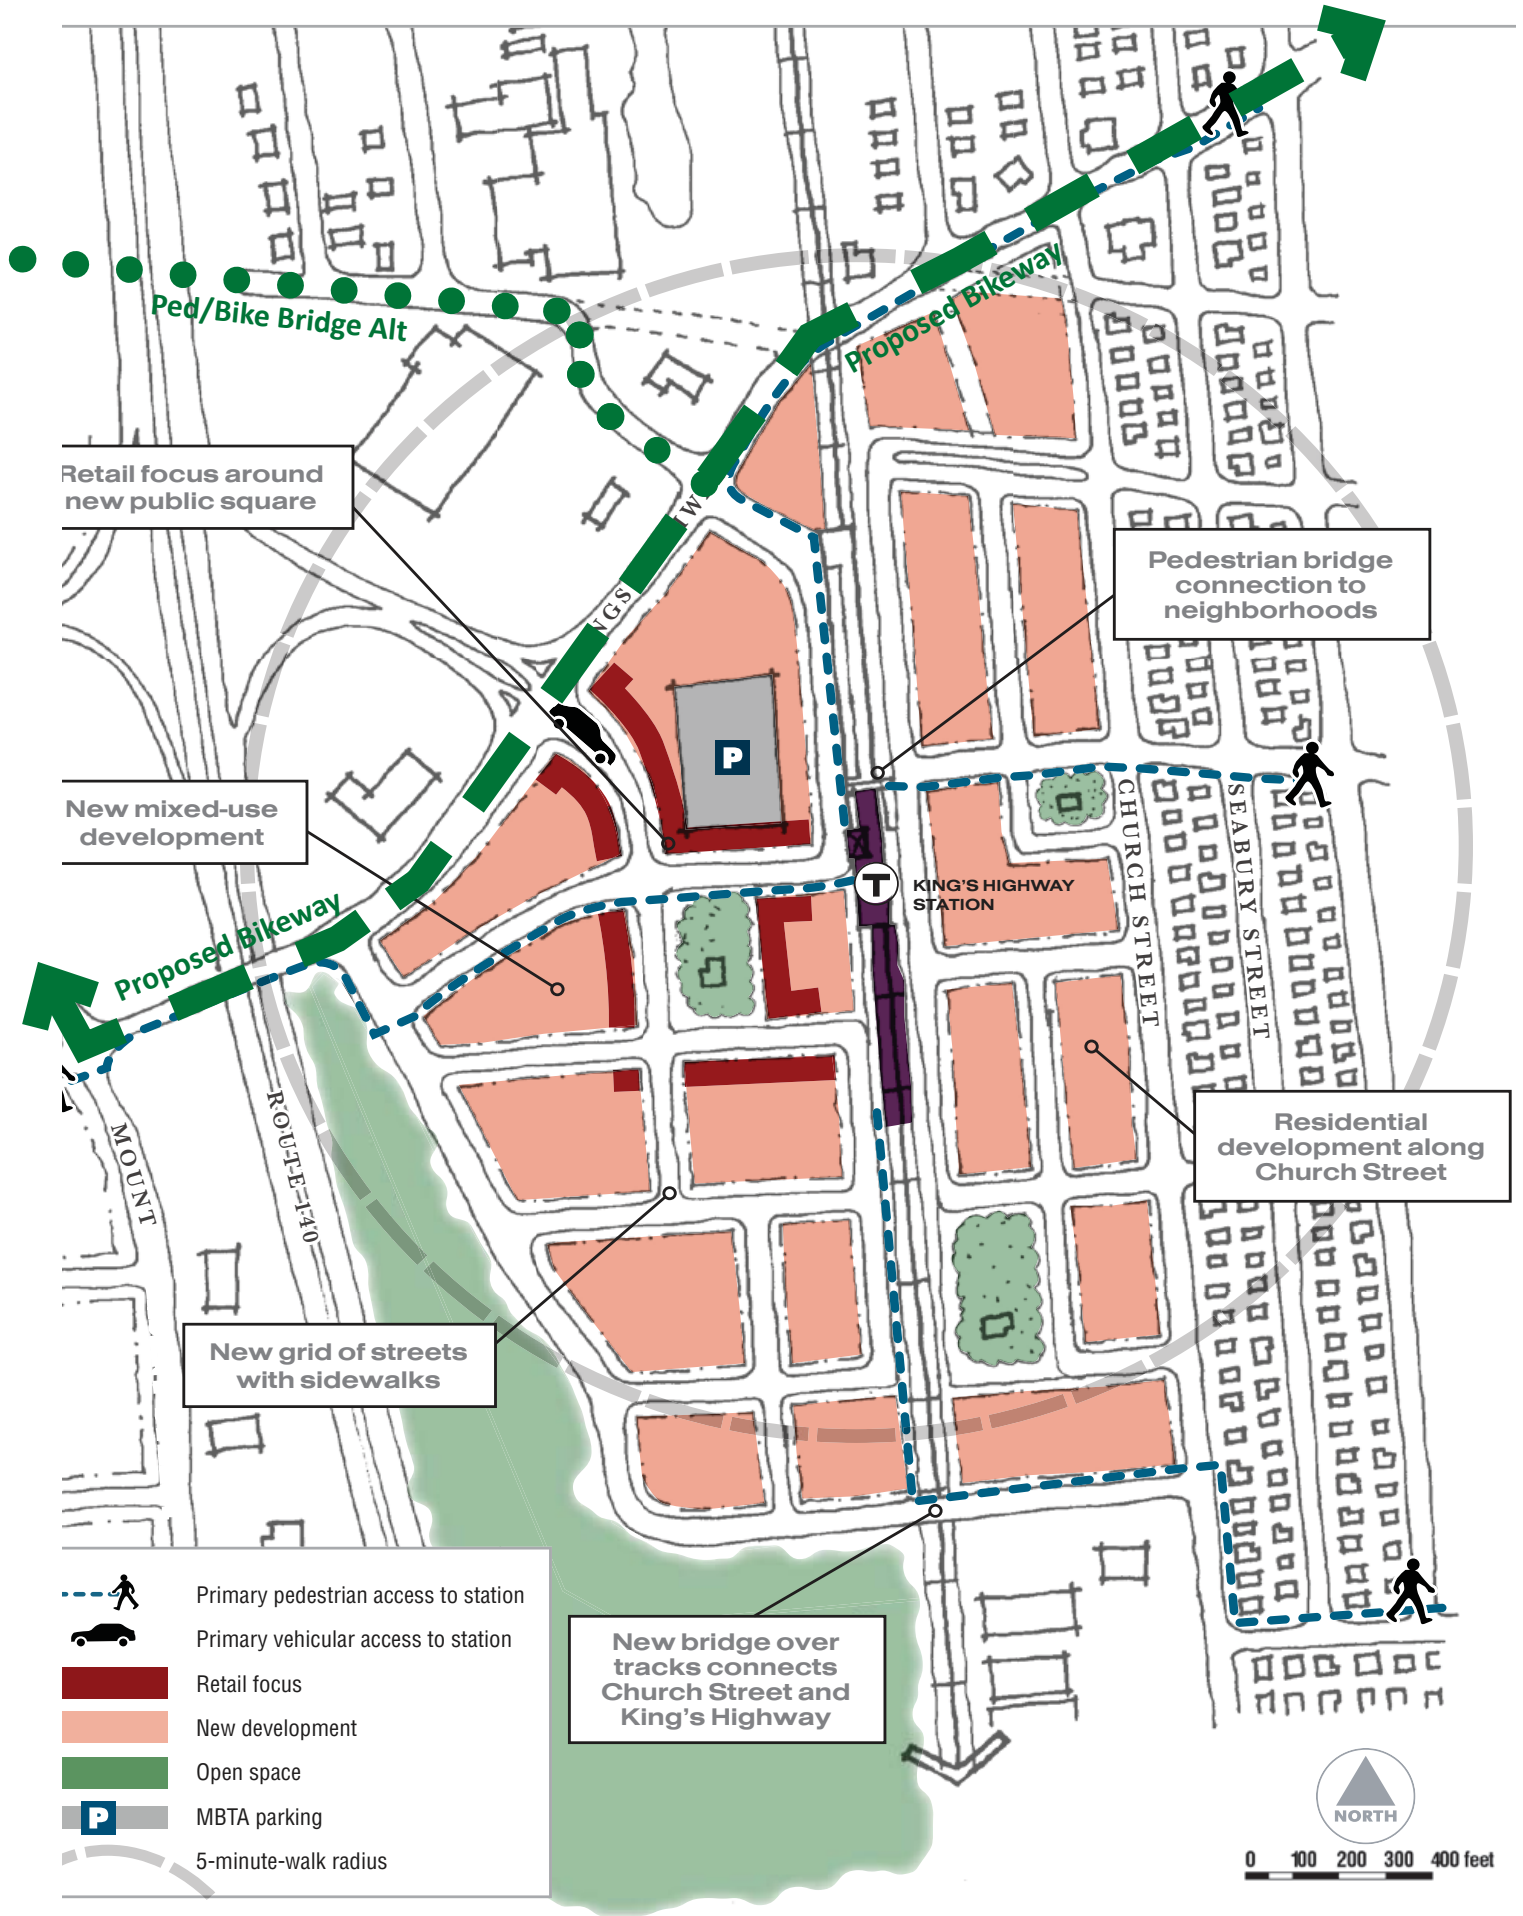 Ped/Bike Bridge Alt
Proposed Bikeway
Retail focus around
new public square
Pedestrian bridge
connection to
neighborhoods
P
New mixed-use
development
CHURCH STREET
SEABURY STREET
T
KING'S HIGHWAY
STATION
Proposed Bikeway
MOUNT
ROUTE 140
Residential
development along
Church Street
New grid of streets
with sidewalks
New bridge over
tracks connects
Church Street and
King's Highway
Primary pedestrian access to station
Primary vehicular access to station
Retail focus
New development
Open space
P
MBTA parking
5-minute-walk radius
NORTH
0 100 200 300 400 feet